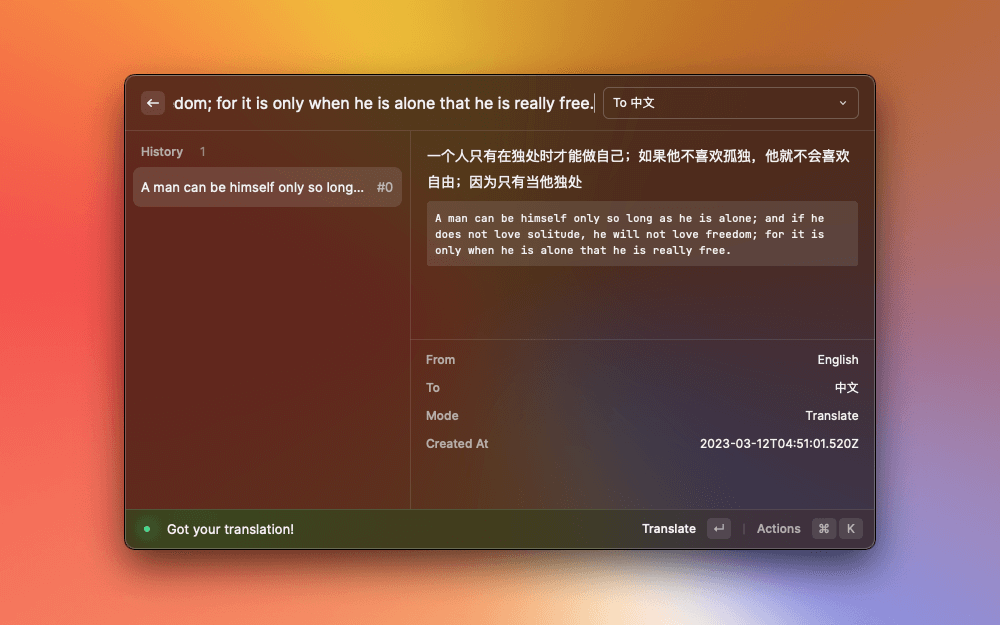 dom; for it is only when he is alone that he is really free.
To 中文
History 1
A man can be himself only so long... #0
一个人只有在独处时才能做自己；如果他不喜欢孤独，他就不会喜欢
自由；因为只有当他独处
A man can be himself only so long as he is alone; and if he
does not love solitude, he will not love freedom; for it is
only when he is alone that he is really free.
From English
To 中文
Mode Translate
Created At 2023-03-12T04:51:01.520Z
Got your translation!
Translate ↵ | Actions ⌘ K